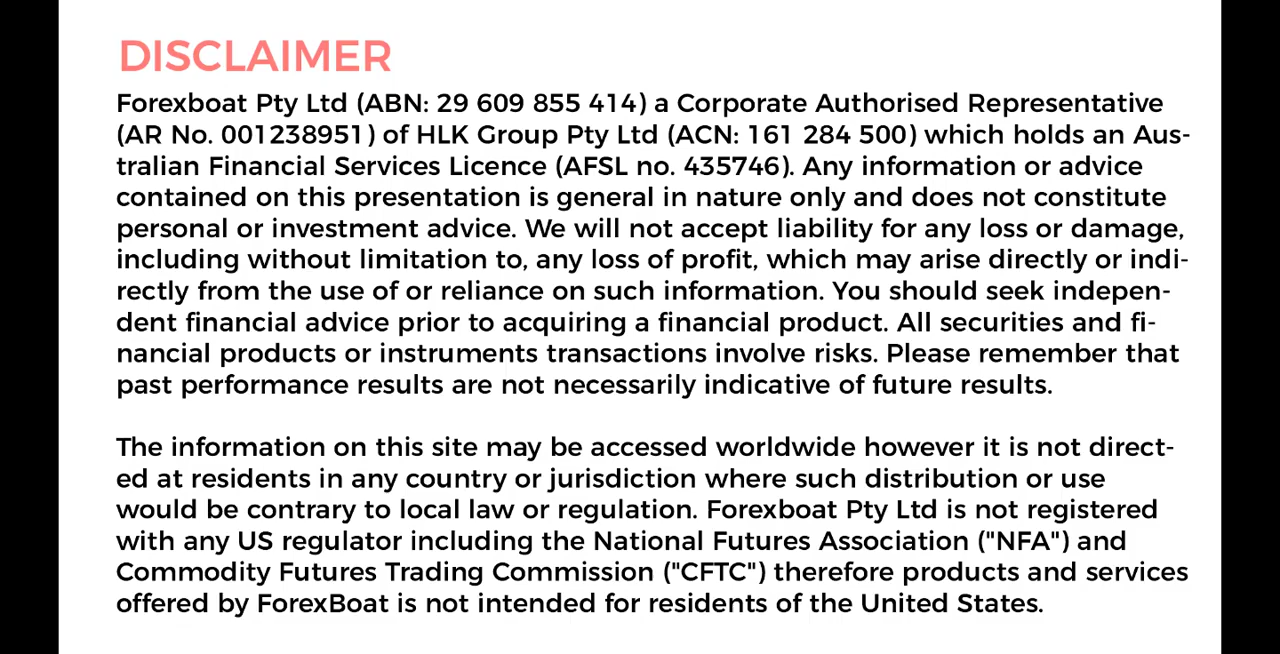 DISCLAIMER
Forexboat Pty Ltd (ABN: 29 609 855 414) a Corporate Authorised Representative
(AR No. 001238951) of HLK Group Pty Ltd (ACN: 161 284 500) which holds an Aus-
tralian Financial Services Licence (AFSL no. 435746). Any information or advice
contained on this presentation is general in nature only and does not constitute
personal or investment advice. We will not accept liability for any loss or damage,
including without limitation to, any loss of profit, which may arise directly or indi-
rectly from the use of or reliance on such information. You should seek indepen-
dent financial advice prior to acquiring a financial product. All securities and fi-
nancial products or instruments transactions involve risks. Please remember that
past performance results are not necessarily indicative of future results.
The information on this site may be accessed worldwide however it is not direct-
ed at residents in any country or jurisdiction where such distribution or use
would be contrary to local law or regulation. Forexboat Pty Ltd is not registered
with any US regulator including the National Futures Association ("NFA") and
Commodity Futures Trading Commission ("CFTC") therefore products and services
offered by ForexBoat is not intended for residents of the United States.